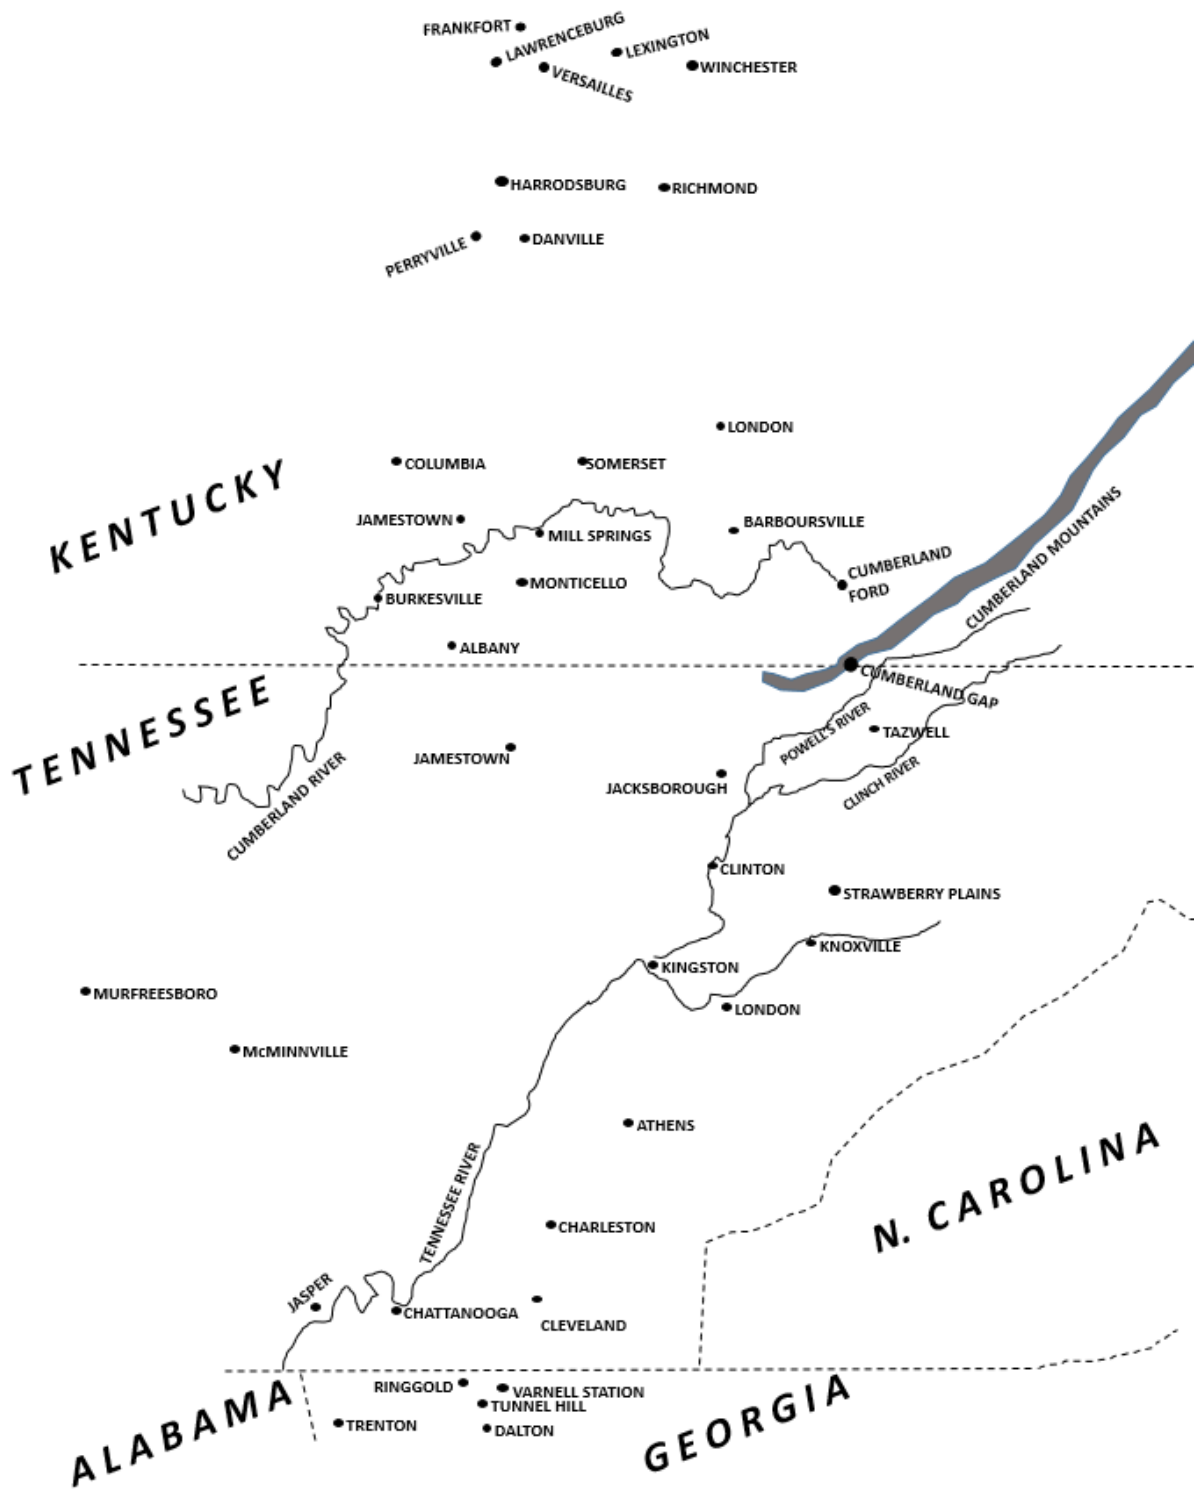 FRANKFORT
LAWRENCEBURG
LEXINGTON
VERSAILLES
WINCHESTER
HARRODSBURG
RICHMOND
PERRYVILLE
DANVILLE
LONDON
COLUMBIA
SOMERSET
KENTUCKY
JAMESTOWN
MILL SPRINGS
BARBOURSVILLE
CUMBERLAND
FORD
CUMBERLAND MOUNTAINS
MONTICELLO
BURKESVILLE
ALBANY
CUMBERLAND GAP
TENNESSEE
POWELL'S RIVER
TAZWELL
JAMESTOWN
CUMBERLAND RIVER
JACKSBOROUGH
CLINCH RIVER
CLINTON
STRAWBERRY PLAINS
KNOXVILLE
KINGSTON
MURFREESBORO
LONDON
McMINNVILLE
ATHENS
N. CAROLINA
TENNESSEE RIVER
CHARLESTON
JASPER
CHATTANOOGA
CLEVELAND
ALABAMA
RINGGOLD
VARNELL STATION
TUNNEL HILL
TRENTON
DALTON
GEORGIA